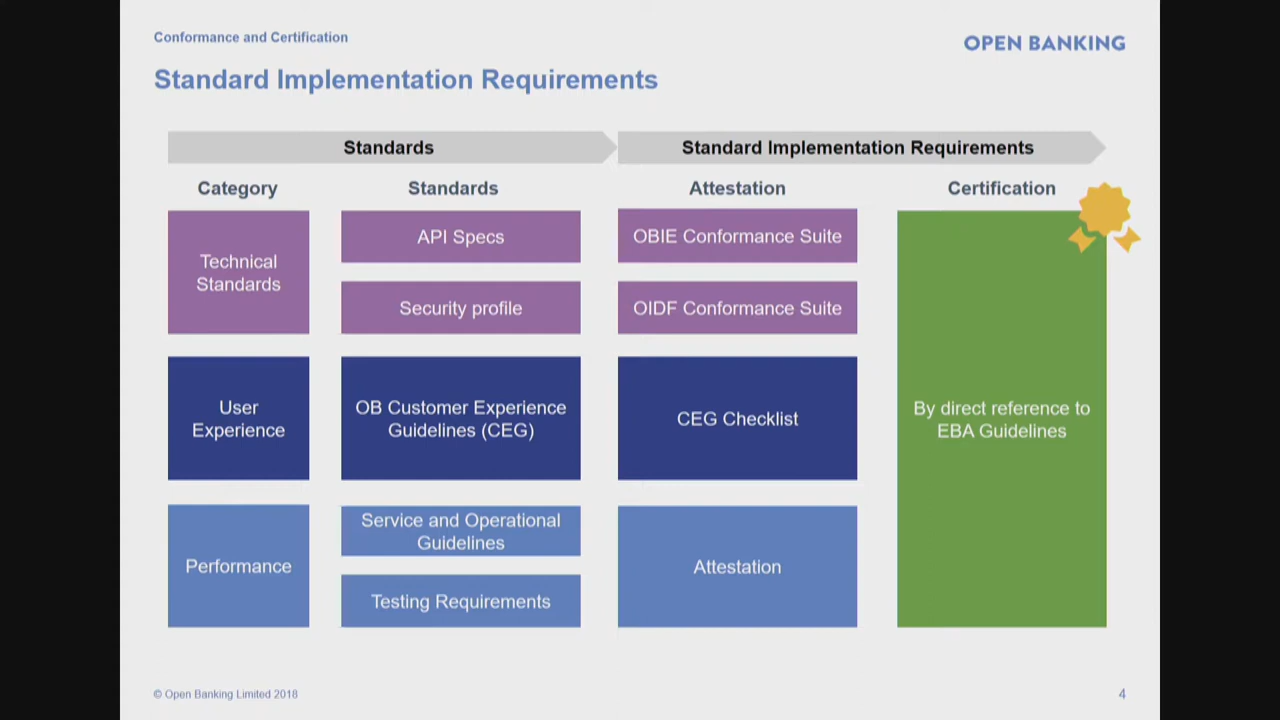 Conformance and Certification
OPEN BANKING
Standard Implementation Requirements
Standards
Standard Implementation Requirements
Category
Standards
Attestation
Certification
Technical
Standards
API Specs
OBIE Conformance Suite
Security profile
OIDF Conformance Suite
User
Experience
OB Customer Experience
Guidelines (CEG)
CEG Checklist
By direct reference to
EBA Guidelines
Performance
Service and Operational
Guidelines
Testing Requirements
Attestation
© Open Banking Limited 2018
4